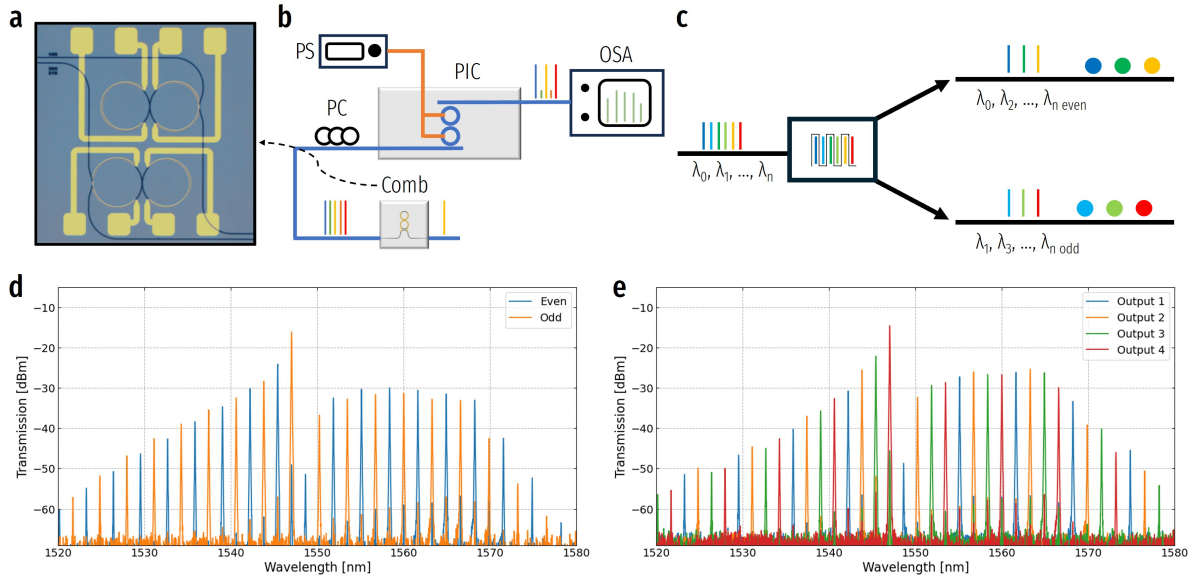 a
b
PS
PIC
OSA
PC
Comb
c
λ0, λ1, ..., λn
λ0, λ2, ..., λn even
λ1, λ3, ..., λn odd
d
Even
Odd
−10
−20
−30
−40
−50
−60
Transmission [dBm]
1520
1530
1540
1550
1560
1570
1580
Wavelength [nm]
e
Output 1
Output 2
Output 3
Output 4
−10
−20
−30
−40
−50
−60
Transmission [dBm]
1520
1530
1540
1550
1560
1570
1580
Wavelength [nm]